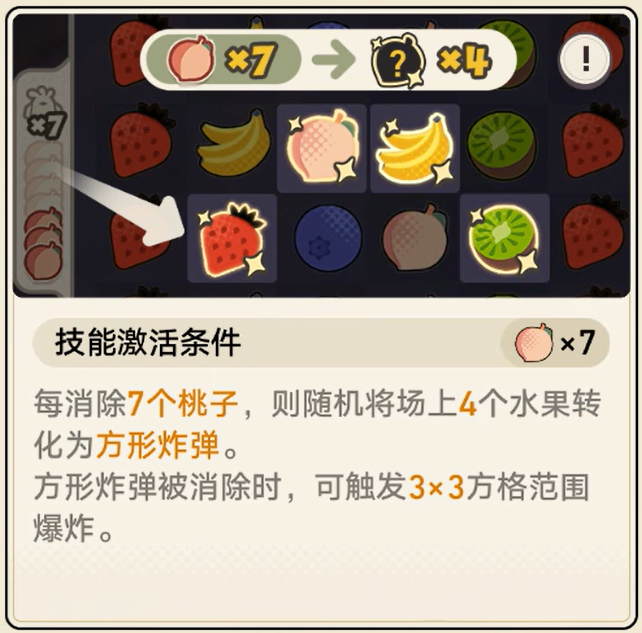 ×7 → ? ×4 !
×7
技能激活条件 ×7
每消除7个桃子，则随机将场上4个水果转
化为方形炸弹。
方形炸弹被消除时，可触发3×3方格范围
爆炸。